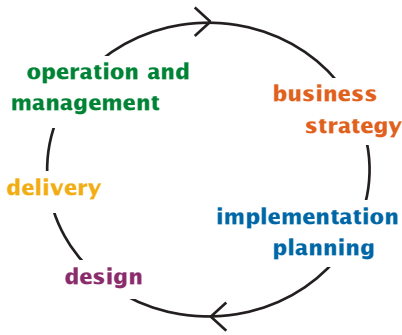 operation and
management
business
strategy
implementation
planning
design
delivery